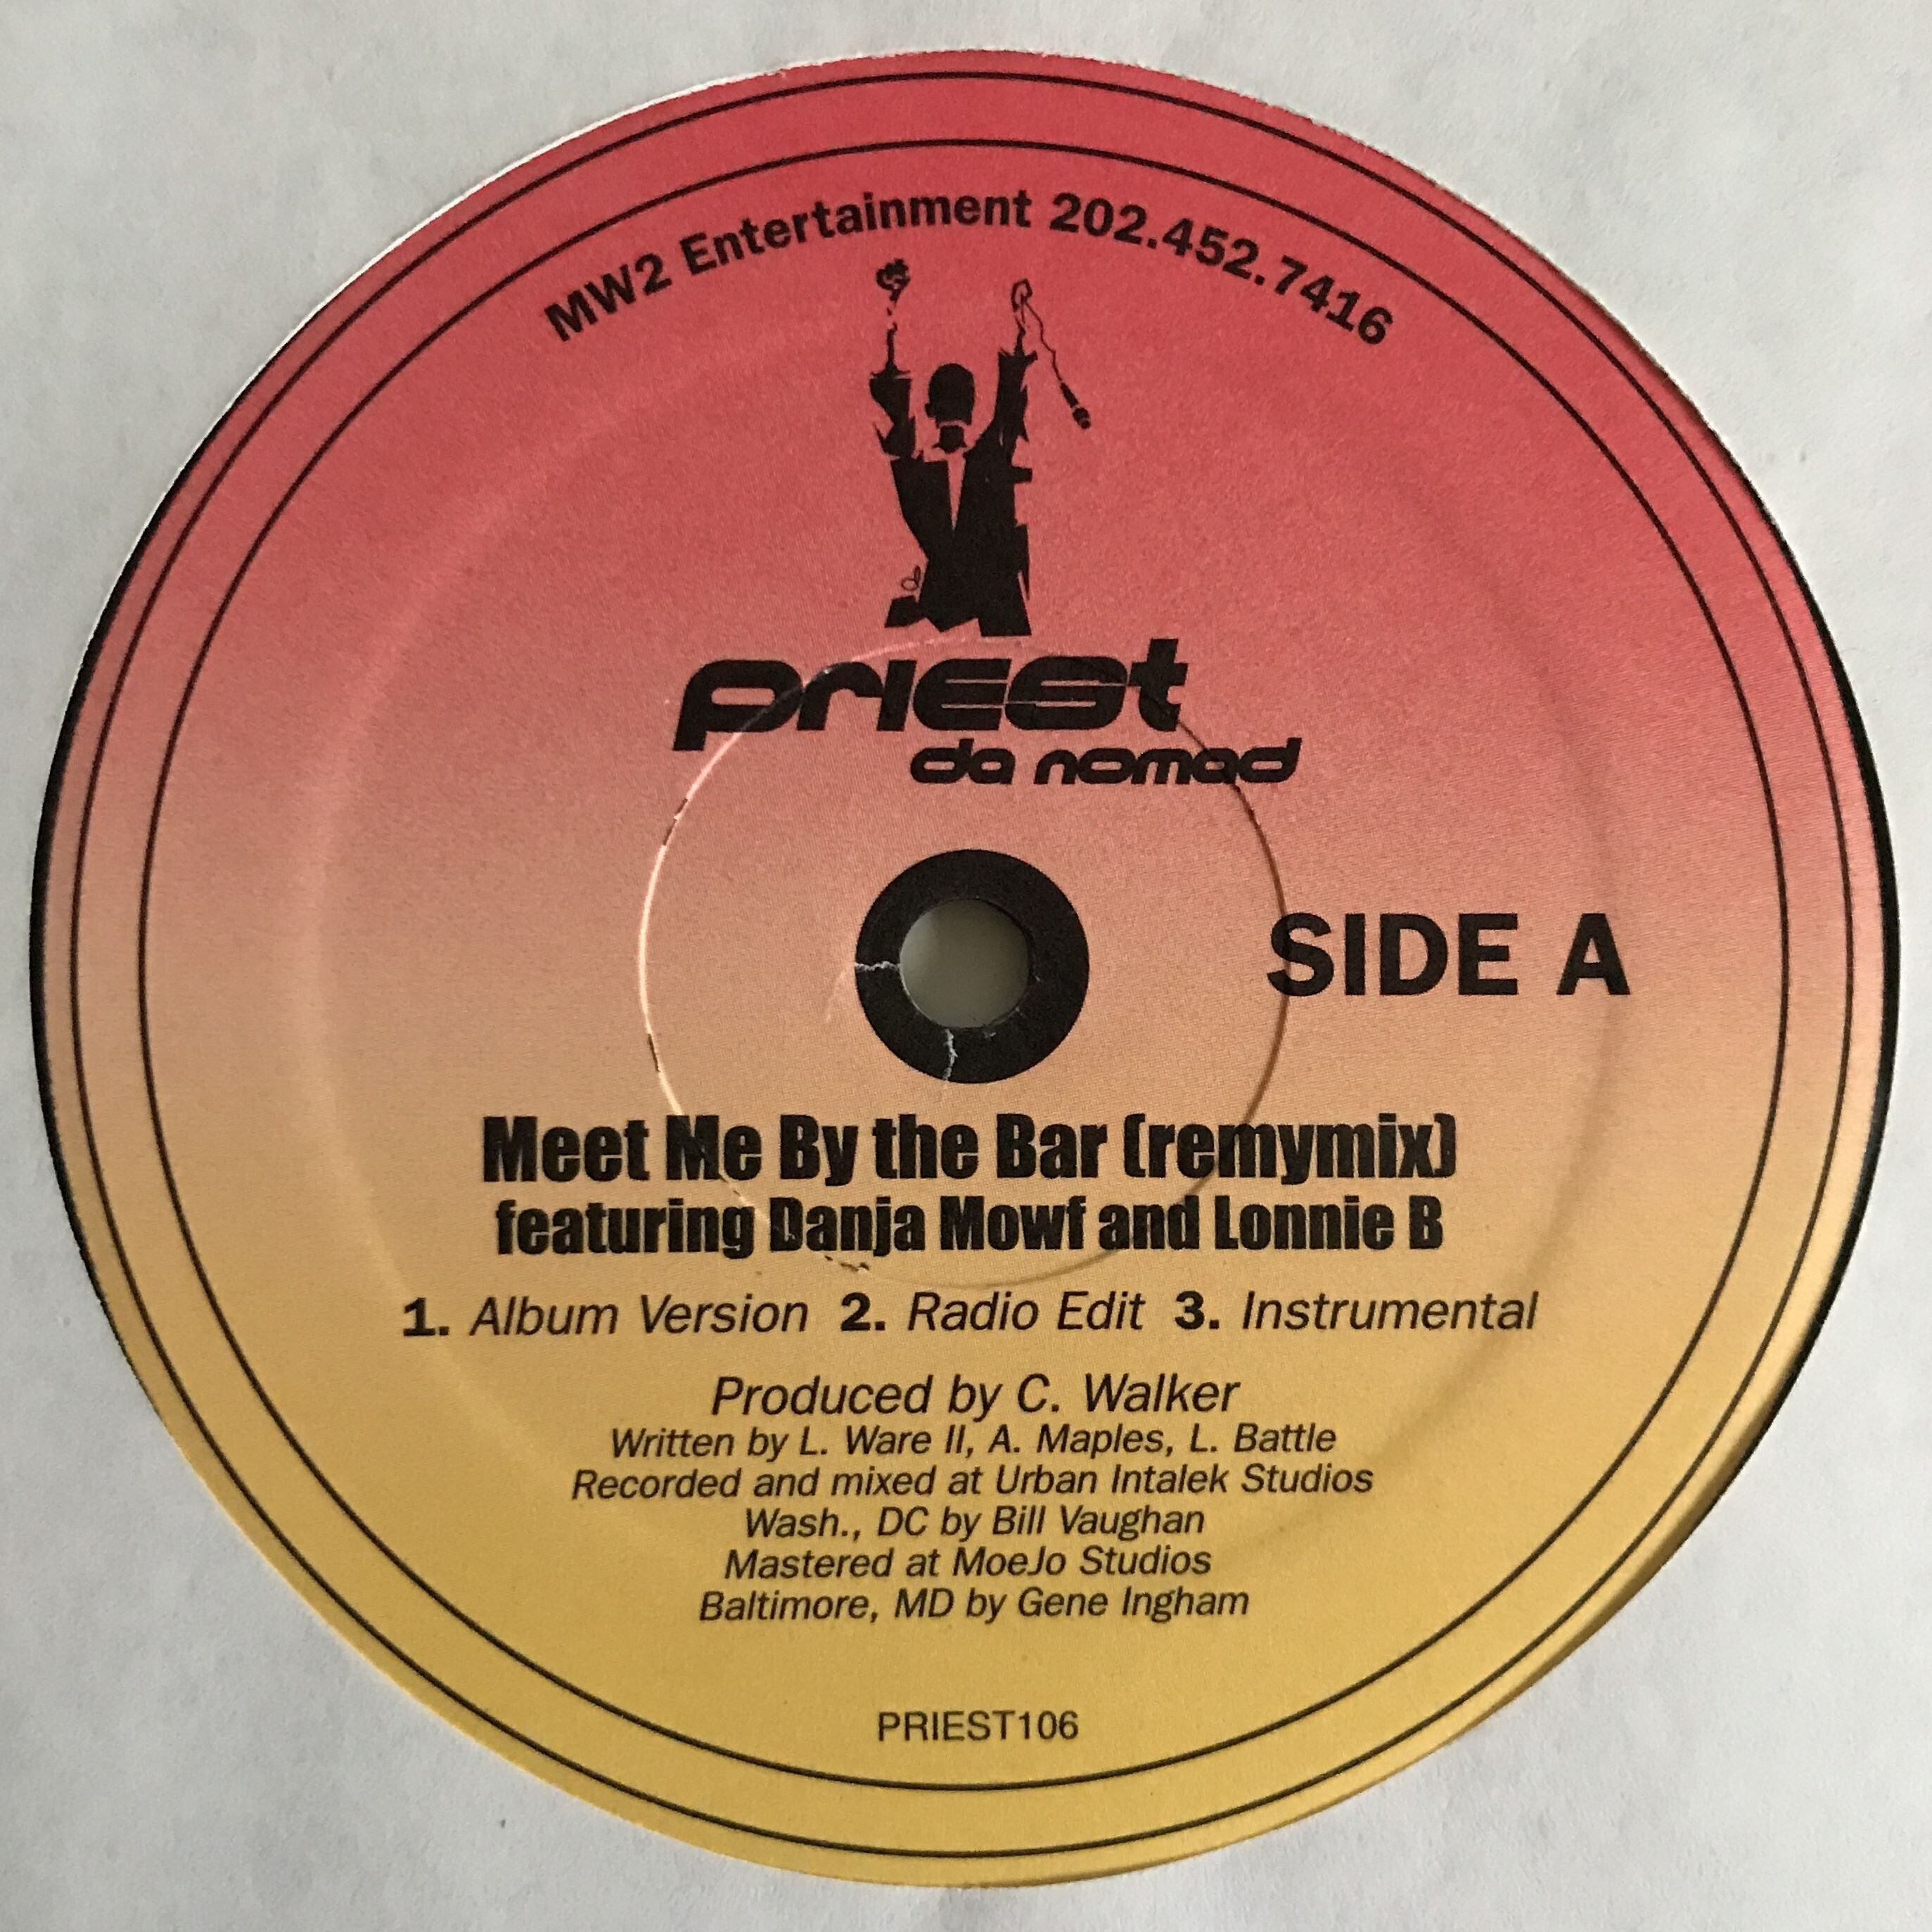 MW2 Entertainment 202.452.7416
priest
da nomad
SIDE A
Meet Me By the Bar (remymix)
featuring Danja Mowf and Lonnie B
1. Album Version 2. Radio Edit 3. Instrumental
Produced by C. Walker
Written by L. Ware II, A. Maples, L. Battle
Recorded and mixed at Urban Intalek Studios
Wash., DC by Bill Vaughan
Mastered at MoeJo Studios
Baltimore, MD by Gene Ingham
PRIEST106